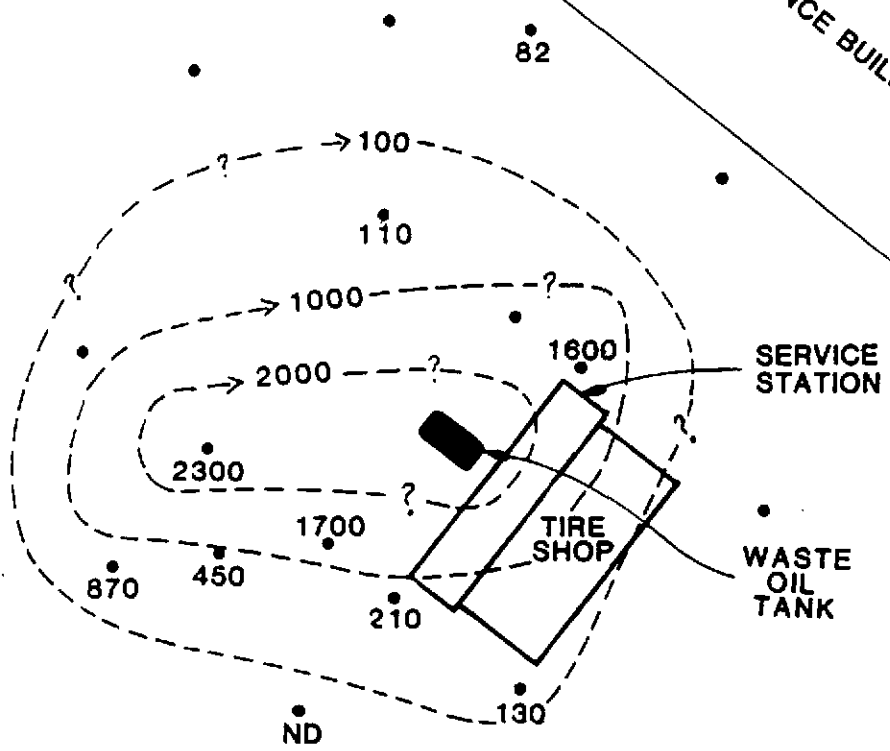 82
NCE BUIL
?
100
110
?
1000
?
1600
SERVICE
STATION
2000
?
?
2300
?
1700
TIRE
SHOP
WASTE
OIL
TANK
870
450
210
130
ND